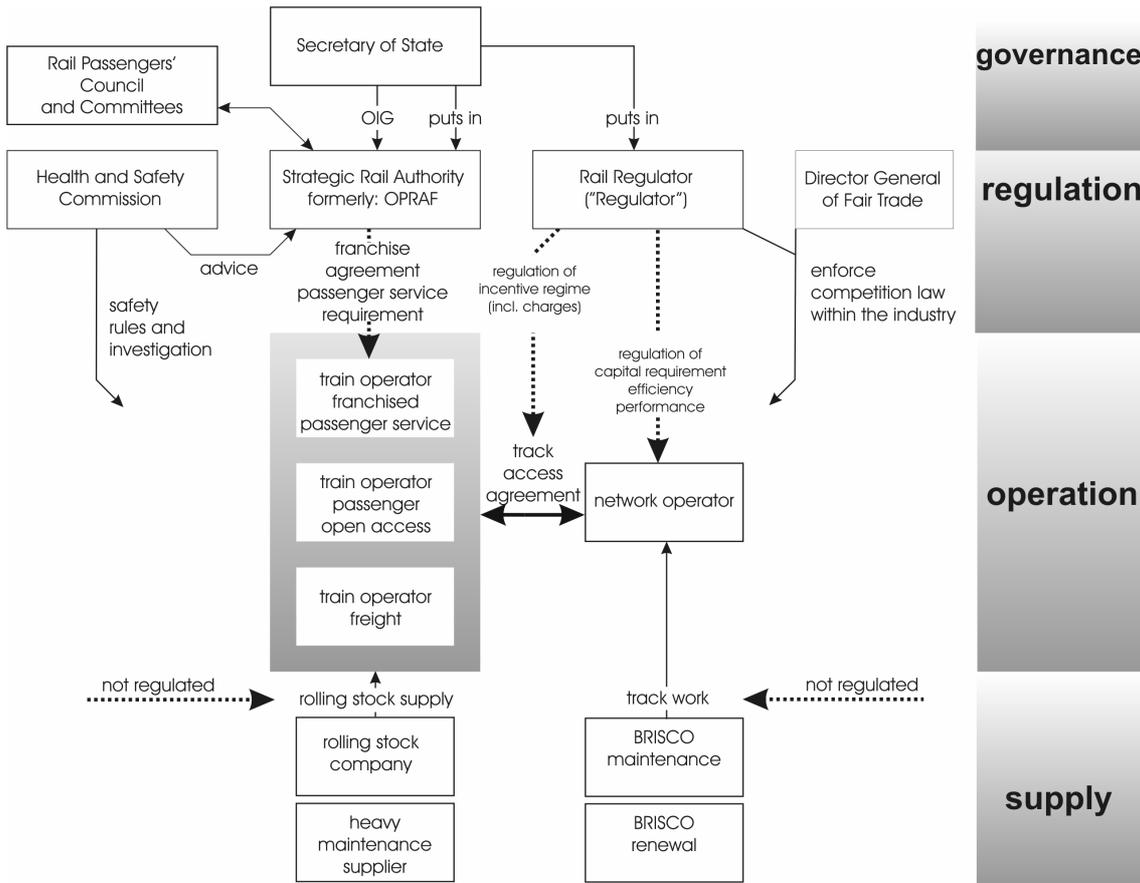 Secretary of State
governance
Rail Passengers’
Council
and Committees
OIG
puts in
puts in
Health and Safety
Commission
Strategic Rail Authority
formerly: OPRAF
Rail Regulator
(“Regulator”)
Director General
of Fair Trade
regulation
advice
franchise
agreement
passenger service
requirement
regulation of
incentive regime
(incl. charges)
enforce
competition law
within the industry
safety
rules and
investigation
regulation of
capital requirement
efficiency
performance
train operator
franchised
passenger service
track
access
agreement
train operator
passenger
open access
network operator
operation
train operator
freight
not regulated
rolling stock supply
track work
not regulated
rolling stock
company
BRISCO
maintenance
supply
heavy
maintenance
supplier
BRISCO
renewal